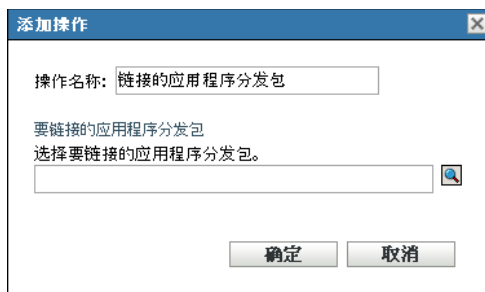 添加操作
操作名称: 链接的应用程序分发包
要链接的应用程序分发包
选择要链接的应用程序分发包。
确定 取消